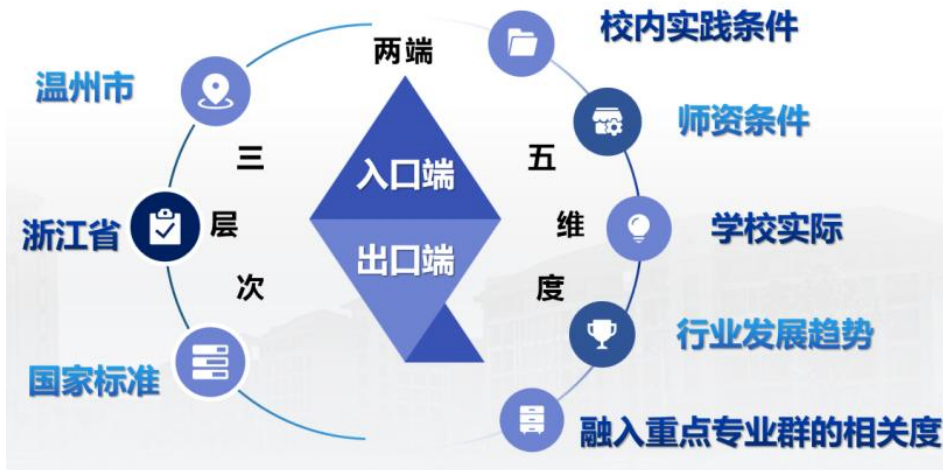 两端
入口端
出口端
三层次
温州市
浙江省
国家标准
五维度
校内实践条件
师资条件
学校实际
行业发展趋势
融入重点专业群的相关度